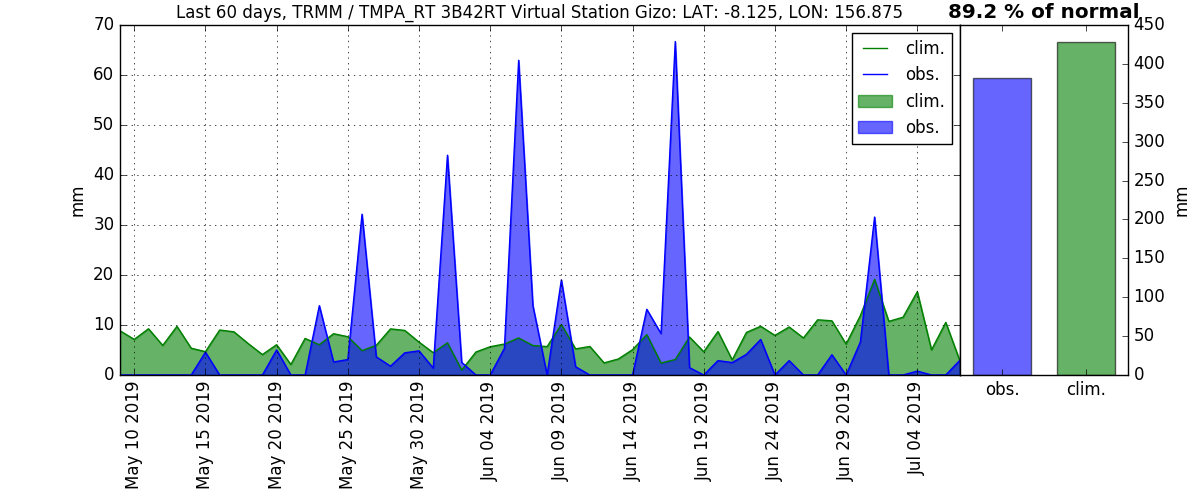 Last 60 days, TRMM / TMPA_RT 3B42RT Virtual Station Gizo: LAT: -8.125, LON: 156.875
89.2 % of normal
70
60
50
40
30
20
10
0
mm
clim.
obs.
clim.
obs.
May 10 2019
May 15 2019
May 20 2019
May 25 2019
May 30 2019
Jun 04 2019
Jun 09 2019
Jun 14 2019
Jun 19 2019
Jun 24 2019
Jun 29 2019
Jul 04 2019
450
400
350
300
250
200
150
100
50
0
mm
obs.
clim.